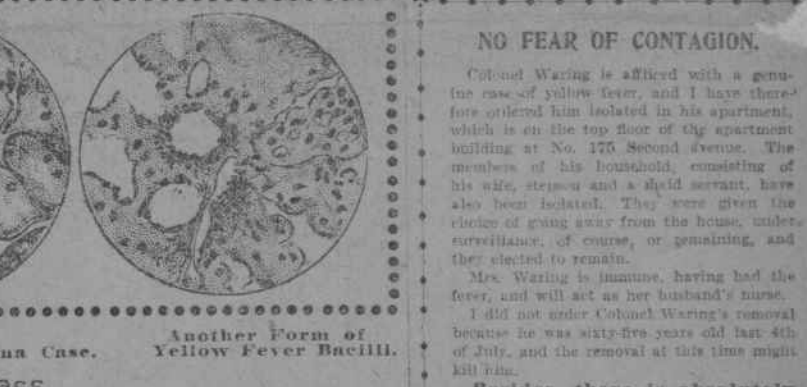 na Case.
Another Form of
Yellow Fever Bacilli.
NO FEAR OF CONTAGION.
Colonel Waring is afflicted with a genu-
ine case of yellow fever, and I have there-
fore ordered him isolated in his apartment,
which is on the top floor of the apartment
building at No. 175 Second avenue. The
members of his household, consisting of
his wife, stepson and a maid servant, have
also been isolated. They were given the
choice of going away from the house, under
surveillance, of course, or remaining, and
they elected to remain.
Mrs. Waring is immune, having had the
fever, and will act as her husband's nurse.
I did not order Colonel Waring's removal
because he was sixty-five years old last 4th
of July, and the removal at this time might
kill him.